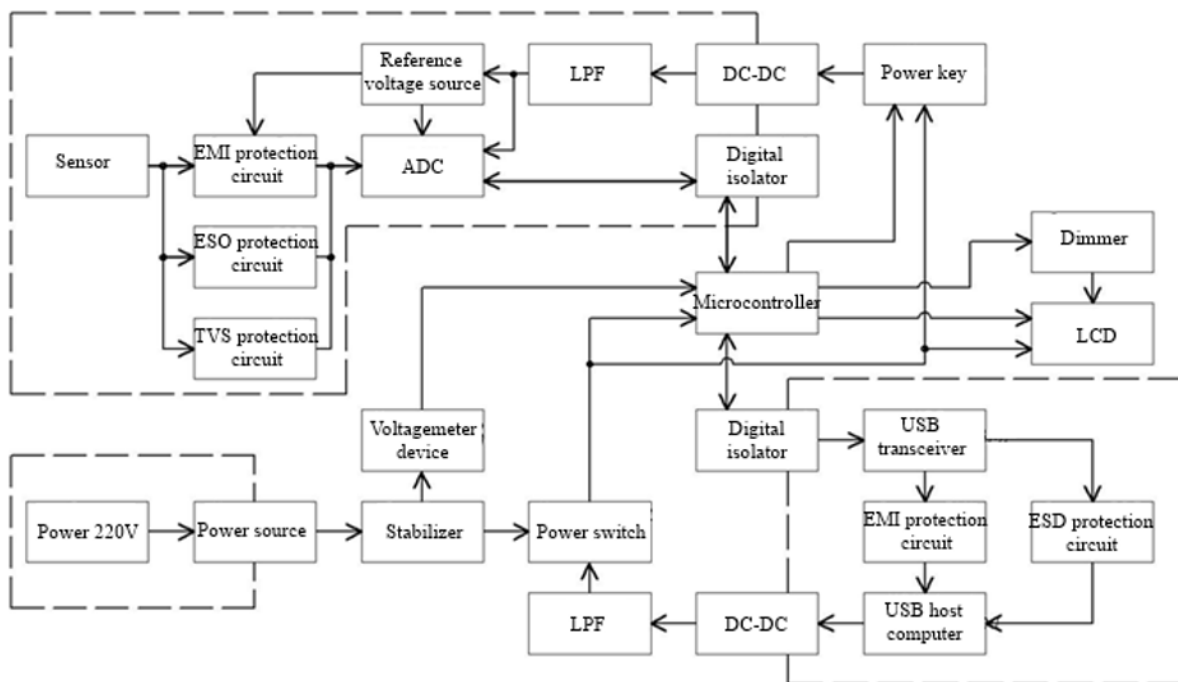 Reference
voltage source
LPF
DC-DC
Power key
Sensor
EMI protection
circuit
ADC
Digital
isolator
ESO protection
circuit
Dimmer
Microcontroller
TVS protection
circuit
LCD
Voltagemeter
device
Digital
isolator
USB
transceiver
Power 220V
Power source
Stabilizer
Power switch
EMI protection
circuit
ESD protection
circuit
LPF
DC-DC
USB host
computer